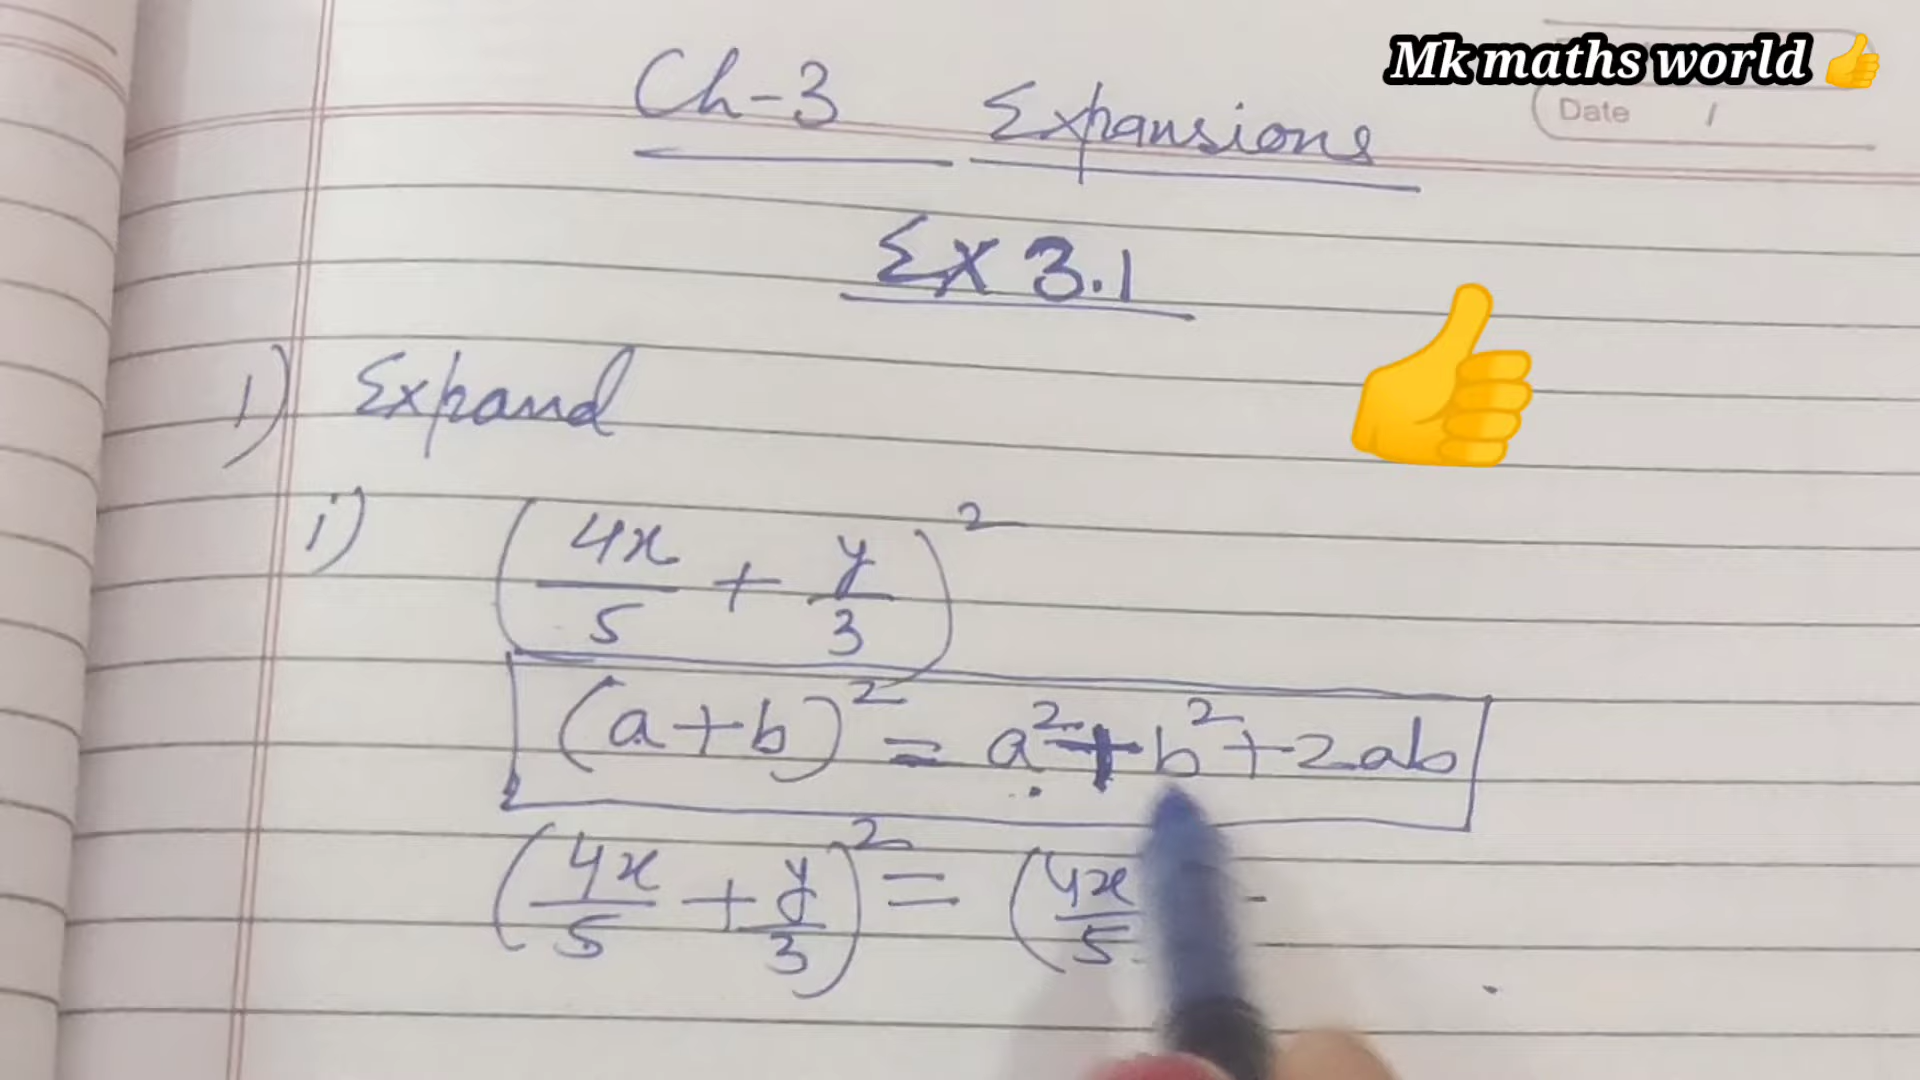 Mk maths world 👍
Date /
Ch-3 Expansions
Ex 3.1
1) Expand
i) (4x/5 + y/3)²
(a+b)² = a²+b²+2ab
(4x/5 + y/3)² = (4x/5